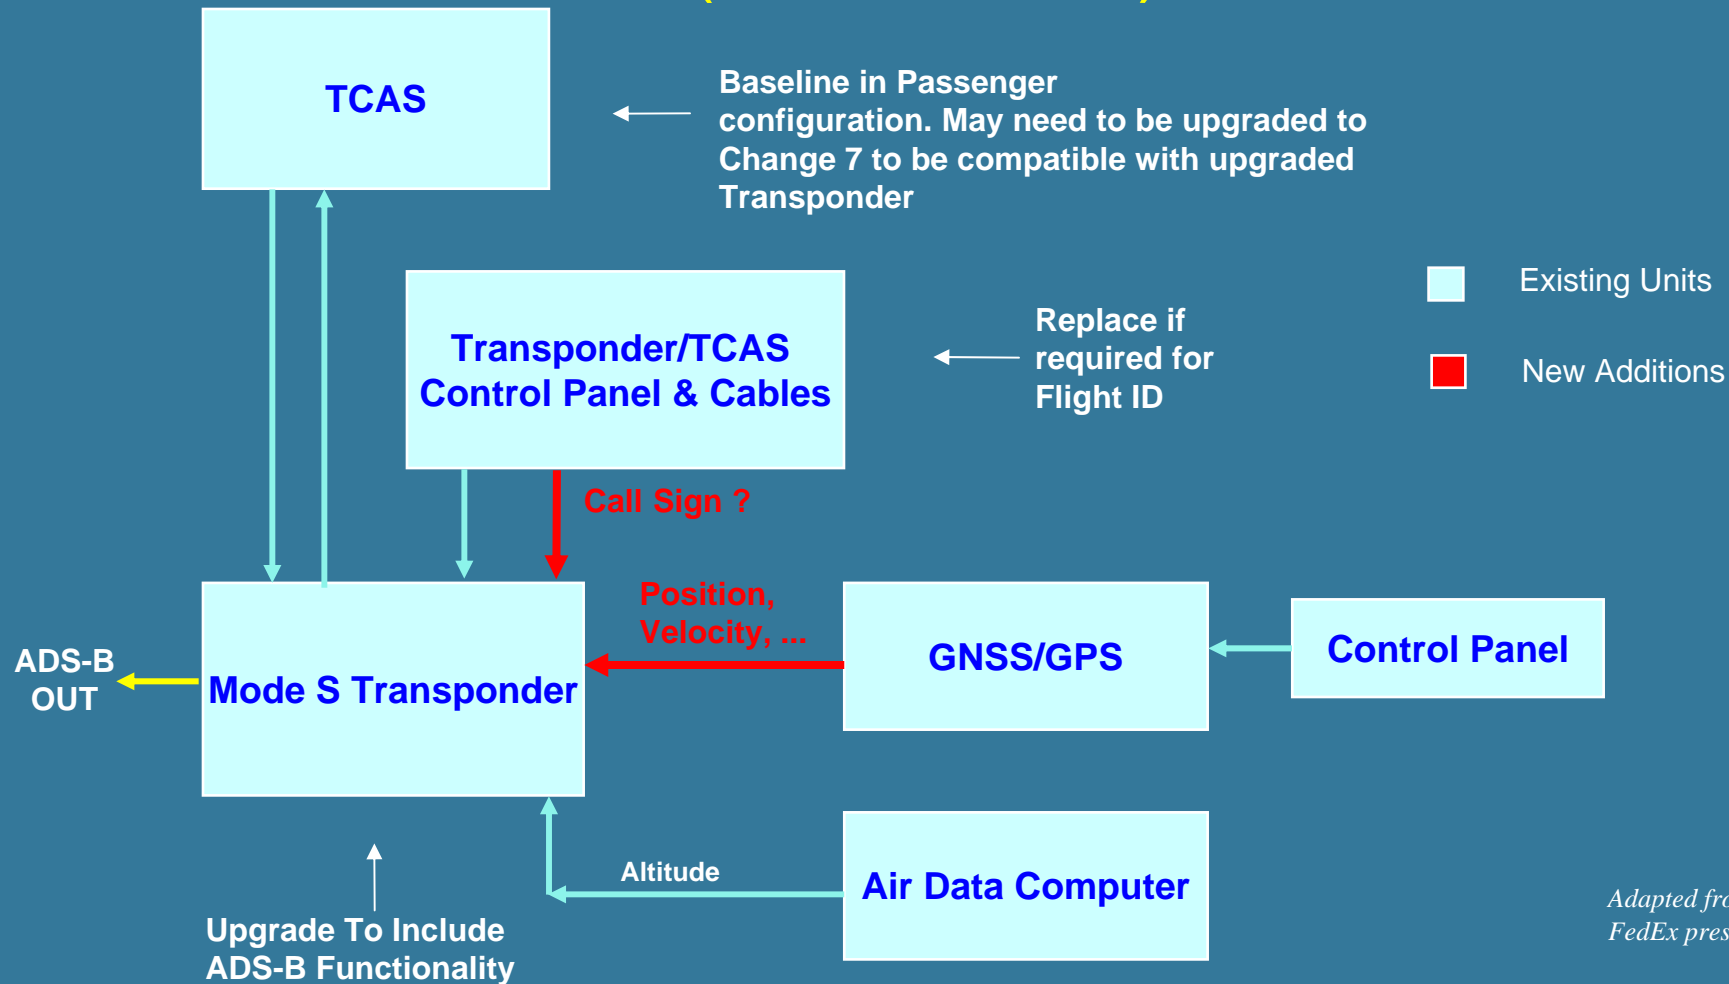 TCAS
Baseline in Passenger
configuration. May need to be upgraded to
Change 7 to be compatible with upgraded
Transponder
Existing Units
New Additions
Transponder/TCAS
Control Panel & Cables
Replace if
required for
Flight ID
Call Sign ?
Position,
Velocity, ...
GNSS/GPS
Control Panel
ADS-B
OUT
Mode S Transponder
Altitude
Air Data Computer
Upgrade To Include
ADS-B Functionality
Adapted
FedEx